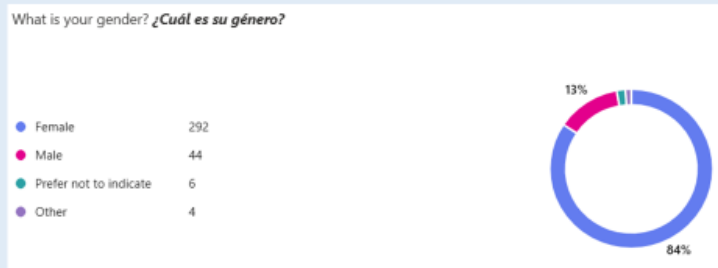 What is your gender? ¿Cuál es su género?
13%
Female 292
Male 44
Prefer not to indicate 6
Other 4
84%